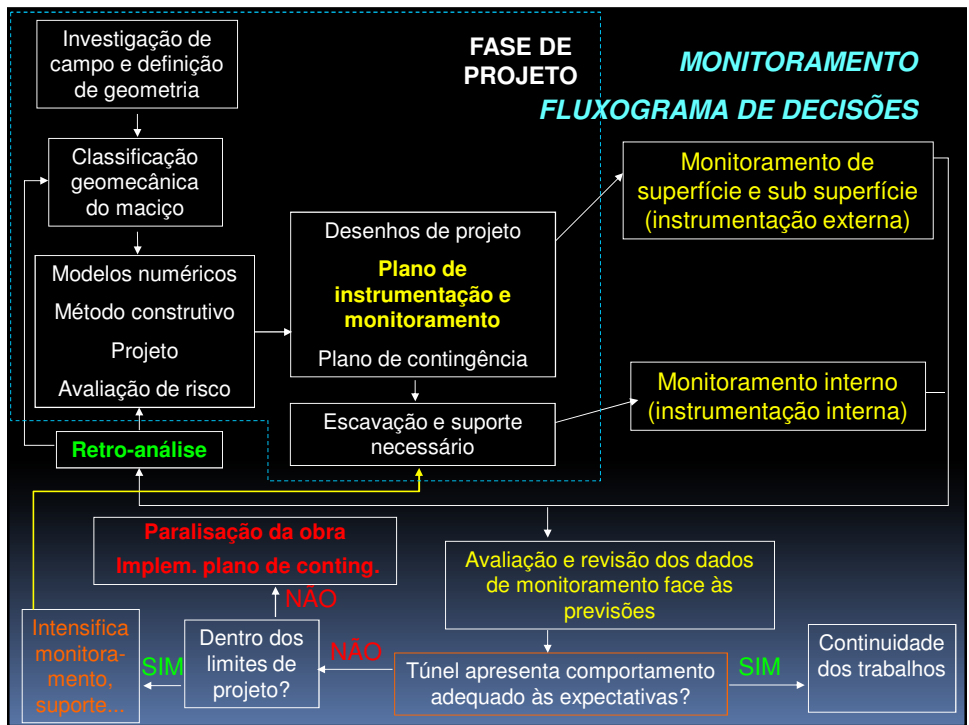 Investigação de
campo e definição
de geometria
FASE DE
PROJETO
MONITORAMENTO
FLUXOGRAMA DE DECISÕES
Classificação
geomecânica
do maciço
Monitoramento de
superfície e sub superfície
(instrumentação externa)
Modelos numéricos
Método construtivo
Projeto
Avaliação de risco
Desenhos de projeto
Plano de
instrumentação e
monitoramento
Plano de contingência
Monitoramento interno
(instrumentação interna)
Escavação e suporte
necessário
Retro-análise
Paralisação da obra
Implem. plano de conting.
Avaliação e revisão dos dados
de monitoramento face às
previsões
NÃO
Intensifica
monitora-
mento,
suporte...
SIM
Dentro dos
limites de
projeto?
NÃO
Túnel apresenta comportamento
adequado às expectativas?
SIM
Continuidade
dos trabalhos